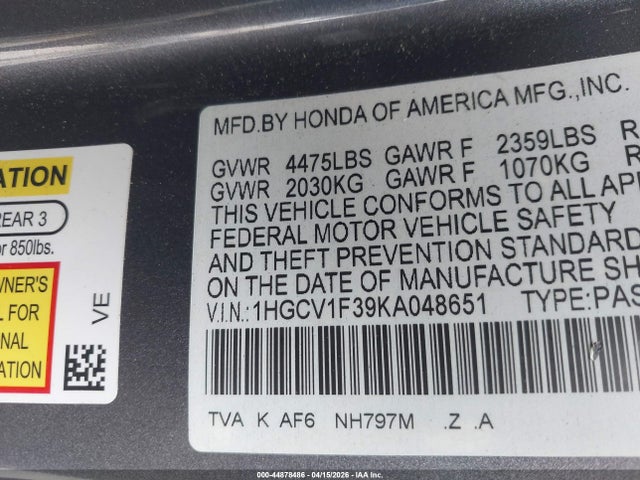 ATION
REAR 3
or 850lbs.
WNER'S
L FOR
NAL
ATION
VE
MFD.BY HONDA OF AMERICA MFG.,INC.
GVWR 4475LBS GAWR F 2359LBS R
GVWR 2030KG GAWR F 1070KG R
THIS VEHICLE CONFORMS TO ALL APP
FEDERAL MOTOR VEHICLE SAFETY
AND THEFT PREVENTION STANDARD
ON THE DATE OF MANUFACTURE SH
V.I.N.:1HGCV1F39KA048651 TYPE:PAS
TVA K AF6 NH797M .Z .A
000-44878486 - 04/15/2026 - IAA Inc.